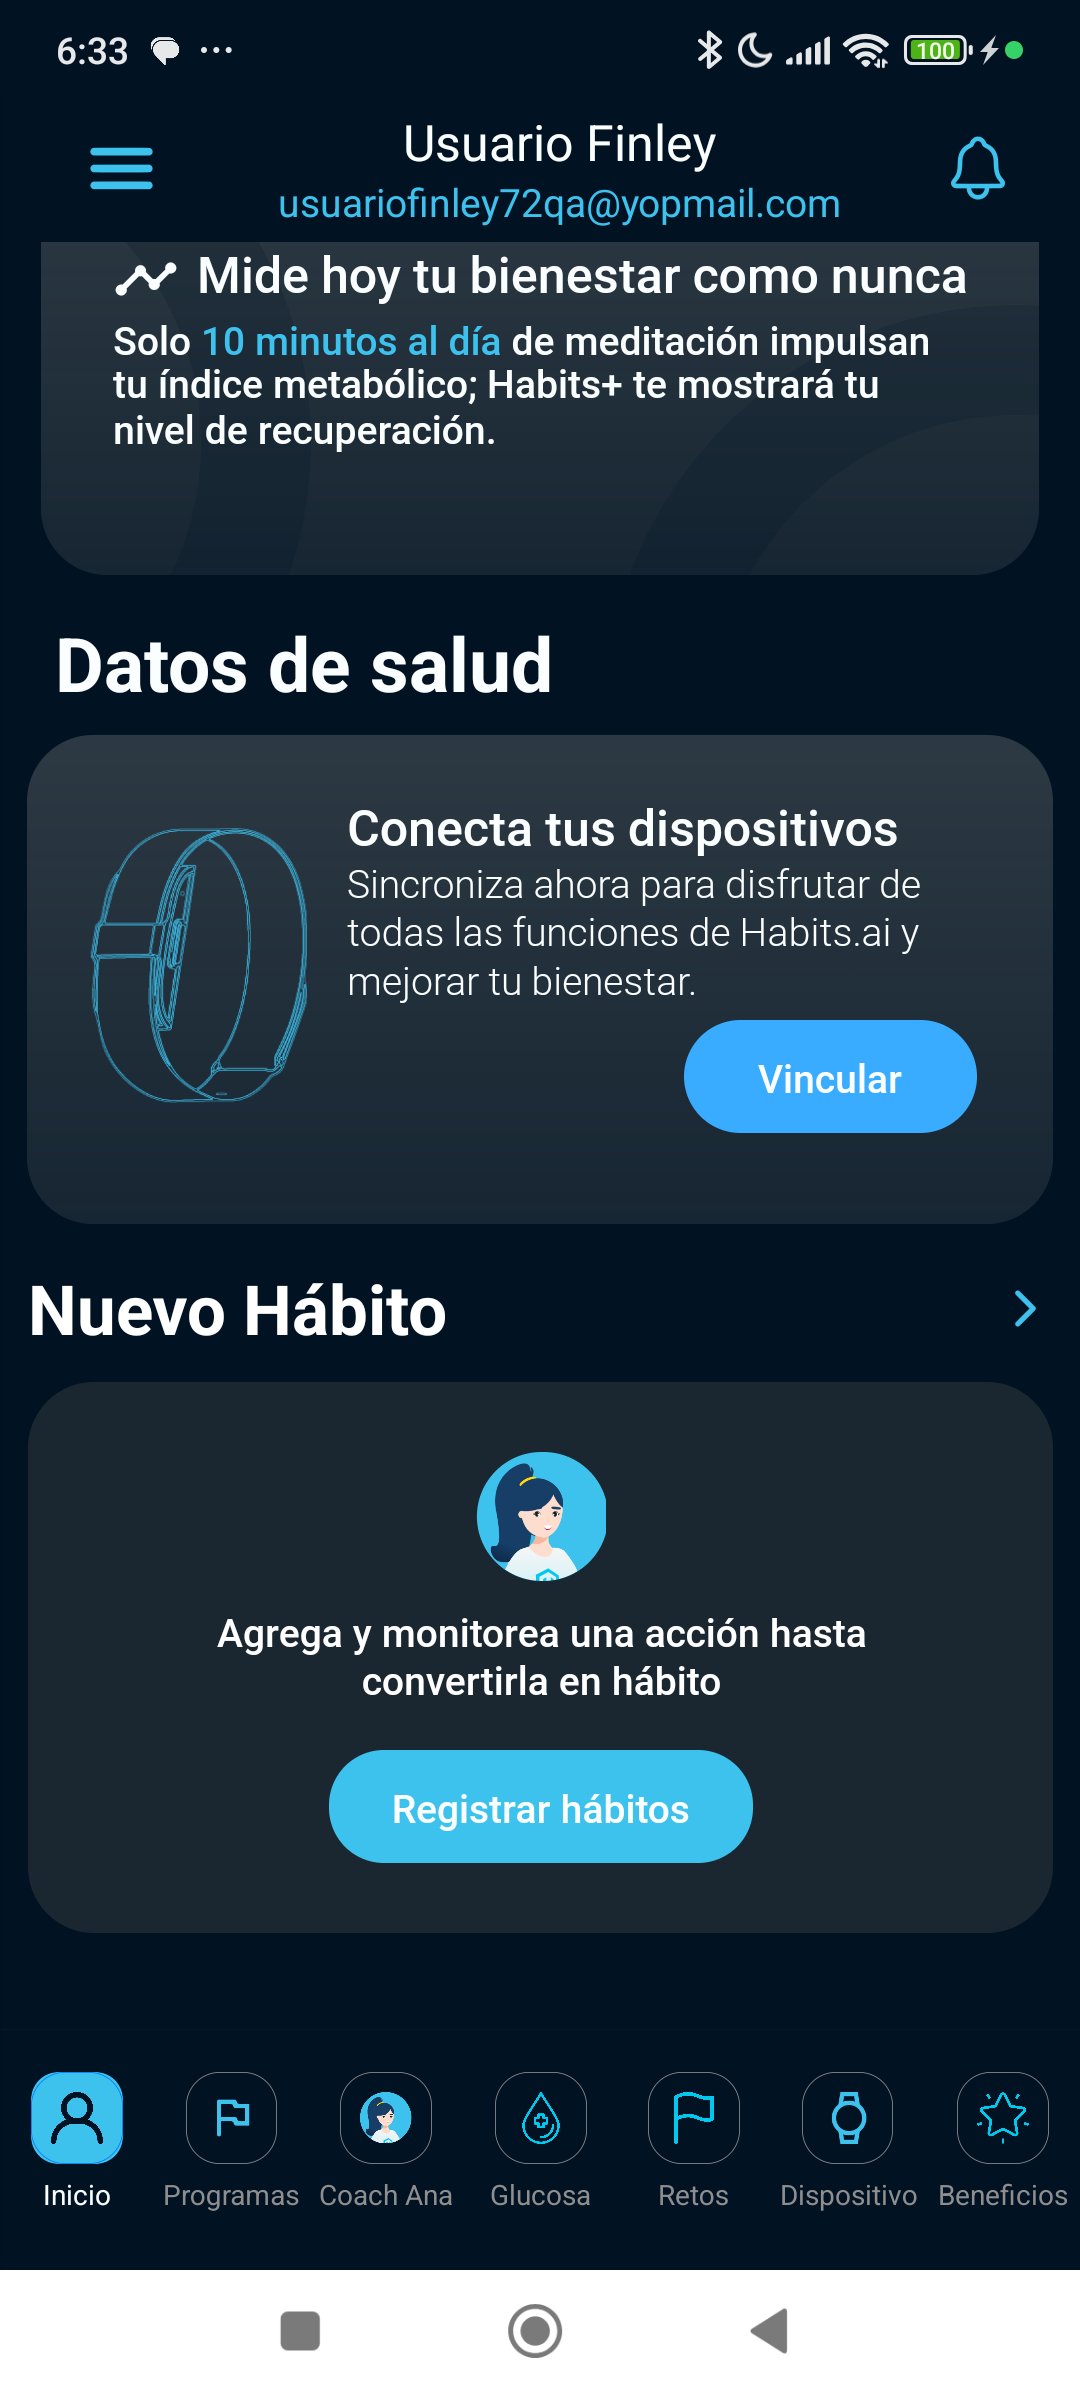 6:33
100
Usuario Finley
usuariofinley72qa@yopmail.com
Mide hoy tu bienestar como nunca
Solo 10 minutos al día de meditación impulsan
tu índice metabólico; Habits+ te mostrará tu
nivel de recuperación.
Datos de salud
Conecta tus dispositivos
Sincroniza ahora para disfrutar de
todas las funciones de Habits.ai y
mejorar tu bienestar.
Vincular
Nuevo Hábito
Agrega y monitorea una acción hasta
convertirla en hábito
Registrar hábitos
Inicio
Programas
Coach Ana
Glucosa
Retos
Dispositivo
Beneficios